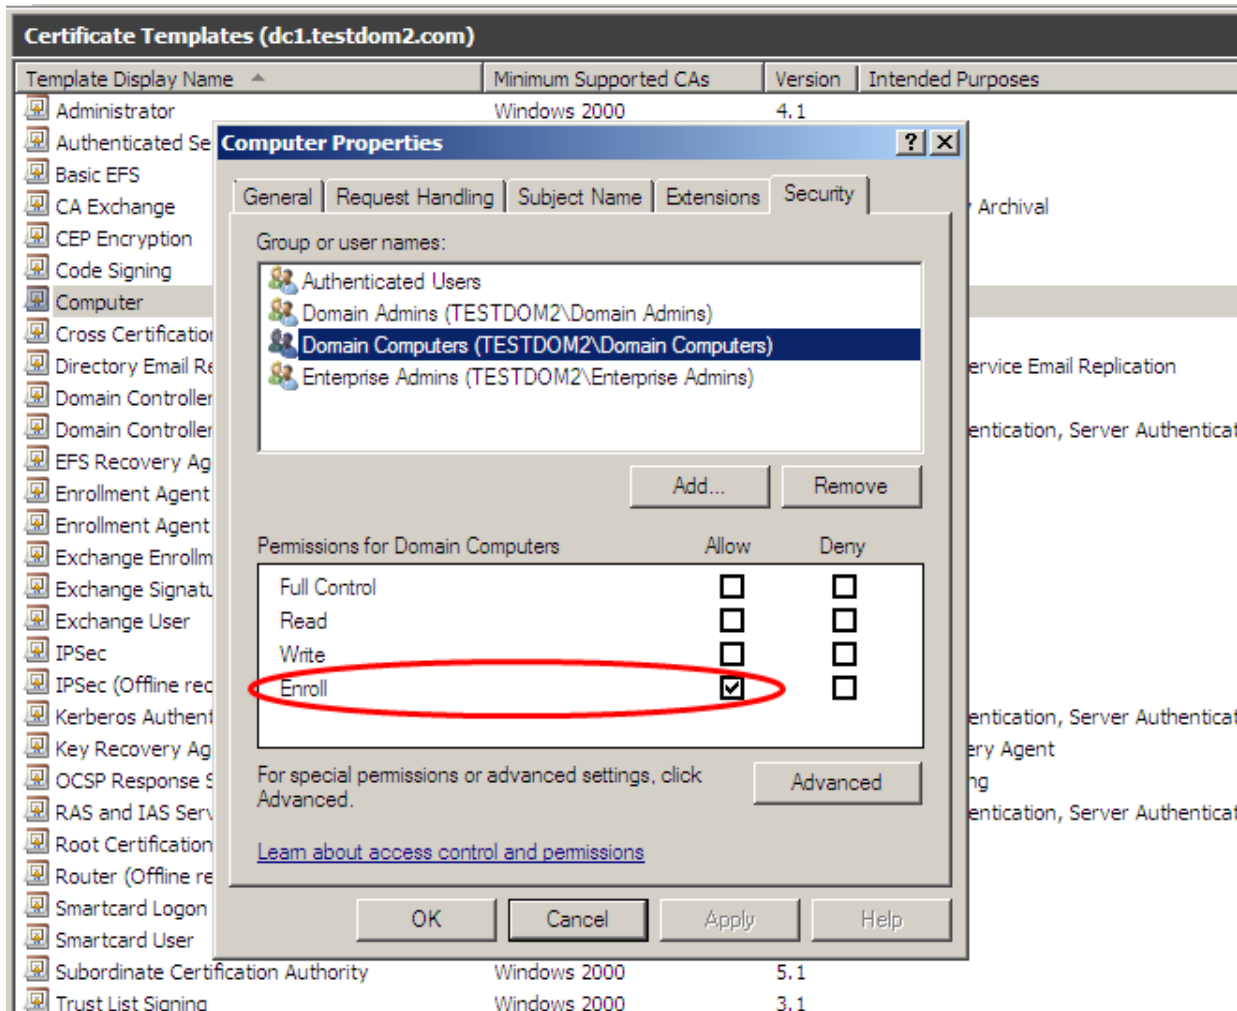 Certificate Templates (dc1.testdom2.com)
Template Display Name Minimum Supported CAs Version Intended Purposes
Administrator Windows 2000 4.1
Authenticated Se
Basic EFS
CA Exchange Archival
CEP Encryption
Code Signing
Computer
Cross Certification
Directory Email Re ervice Email Replication
Domain Controller
Domain Controller entication, Server Authenticat
EFS Recovery Ag
Enrollment Agent
Enrollment Agent
Exchange Enrollm
Exchange Signatu
Exchange User
IPSec
IPSec (Offline rec
Kerberos Authent entication, Server Authenticat
Key Recovery Ag ery Agent
OCSP Response S ng
RAS and IAS Serv entication, Server Authenticat
Root Certification
Router (Offline re
Smartcard Logon
Smartcard User
Subordinate Certification Authority Windows 2000 5.1
Trust List Signing Windows 2000 3.1
Computer Properties
General Request Handling Subject Name Extensions Security
Group or user names:
Authenticated Users
Domain Admins (TESTDOM2\Domain Admins)
Domain Computers (TESTDOM2\Domain Computers)
Enterprise Admins (TESTDOM2\Enterprise Admins)
Add... Remove
Permissions for Domain Computers Allow Deny
Full Control
Read
Write
Enroll
For special permissions or advanced settings, click
Advanced.
Advanced
Learn about access control and permissions
OK Cancel Apply Help